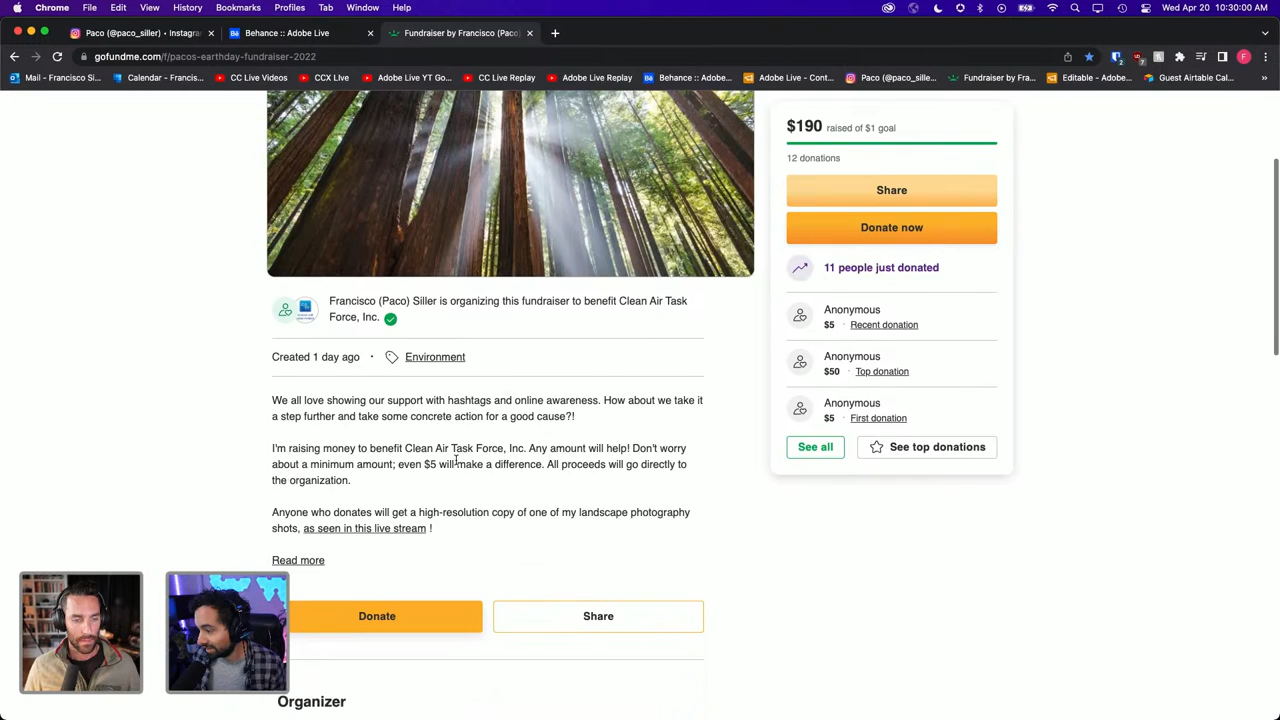 Chrome File Edit View History Bookmarks Profiles Tab Window Help Wed Apr 20 10:30:00 AM
Paco (@paco_siller) • Instagr
Behance :: Adobe Live
Fundraiser by Francisco (Paco)
gofundme.com/f/pacos-earthday-fundraiser-2022
Mail - Francisco Si...
Calendar - Francis...
CC Live Videos
CCX LIve
Adobe Live YT Go...
CC Live Replay
Adobe Live Replay
Behance :: Adobe...
Adobe Live - Cont...
Paco (@paco_sille...
Fundraiser by Fra...
Editable - Adobe...
Guest Airtable Cal...
Francisco (Paco) Siller is organizing this fundraiser to benefit Clean Air Task
Force, Inc.
Created 1 day ago • Environment
We all love showing our support with hashtags and online awareness. How about we take it
a step further and take some concrete action for a good cause?!
I'm raising money to benefit Clean Air Task Force, Inc. Any amount will help! Don't worry
about a minimum amount; even $5 will make a difference. All proceeds will go directly to
the organization.
Anyone who donates will get a high-resolution copy of one of my landscape photography
shots, as seen in this live stream !
Read more
Donate
Share
Organizer
$190 raised of $1 goal
12 donations
Share
Donate now
11 people just donated
Anonymous
$5 · Recent donation
Anonymous
$50 · Top donation
Anonymous
$5 · First donation
See all
See top donations